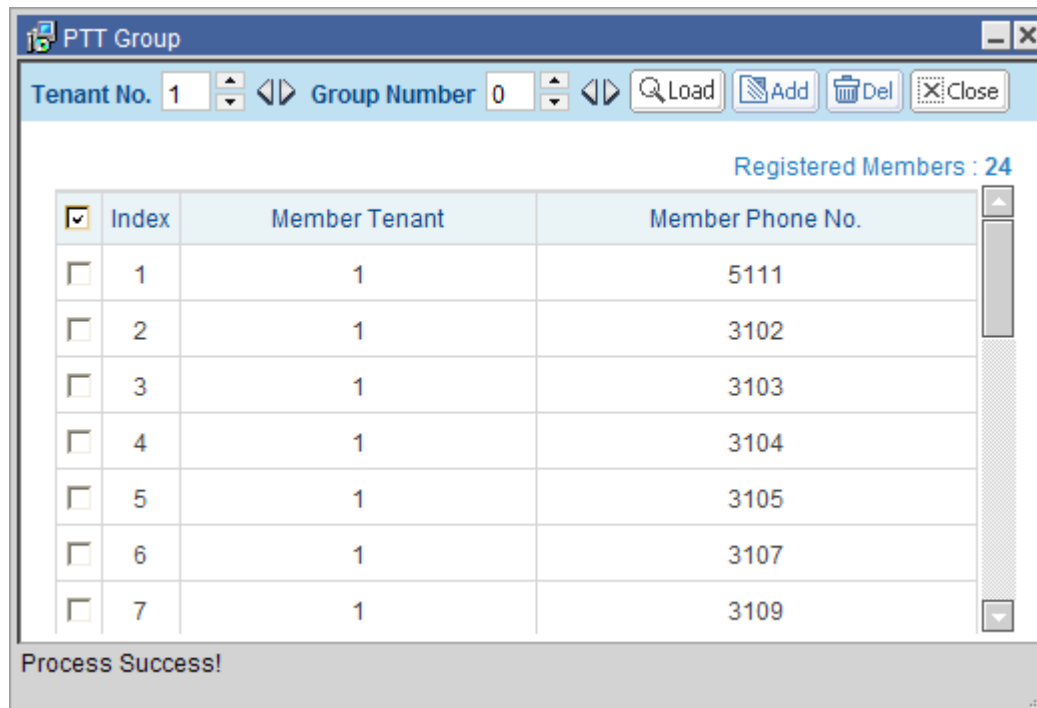 PTT Group
Tenant No. 1 Group Number 0 Load Add Del Close
Registered Members : 24
Index Member Tenant Member Phone No.
1 1 5111
2 1 3102
3 1 3103
4 1 3104
5 1 3105
6 1 3107
7 1 3109
Process Success!